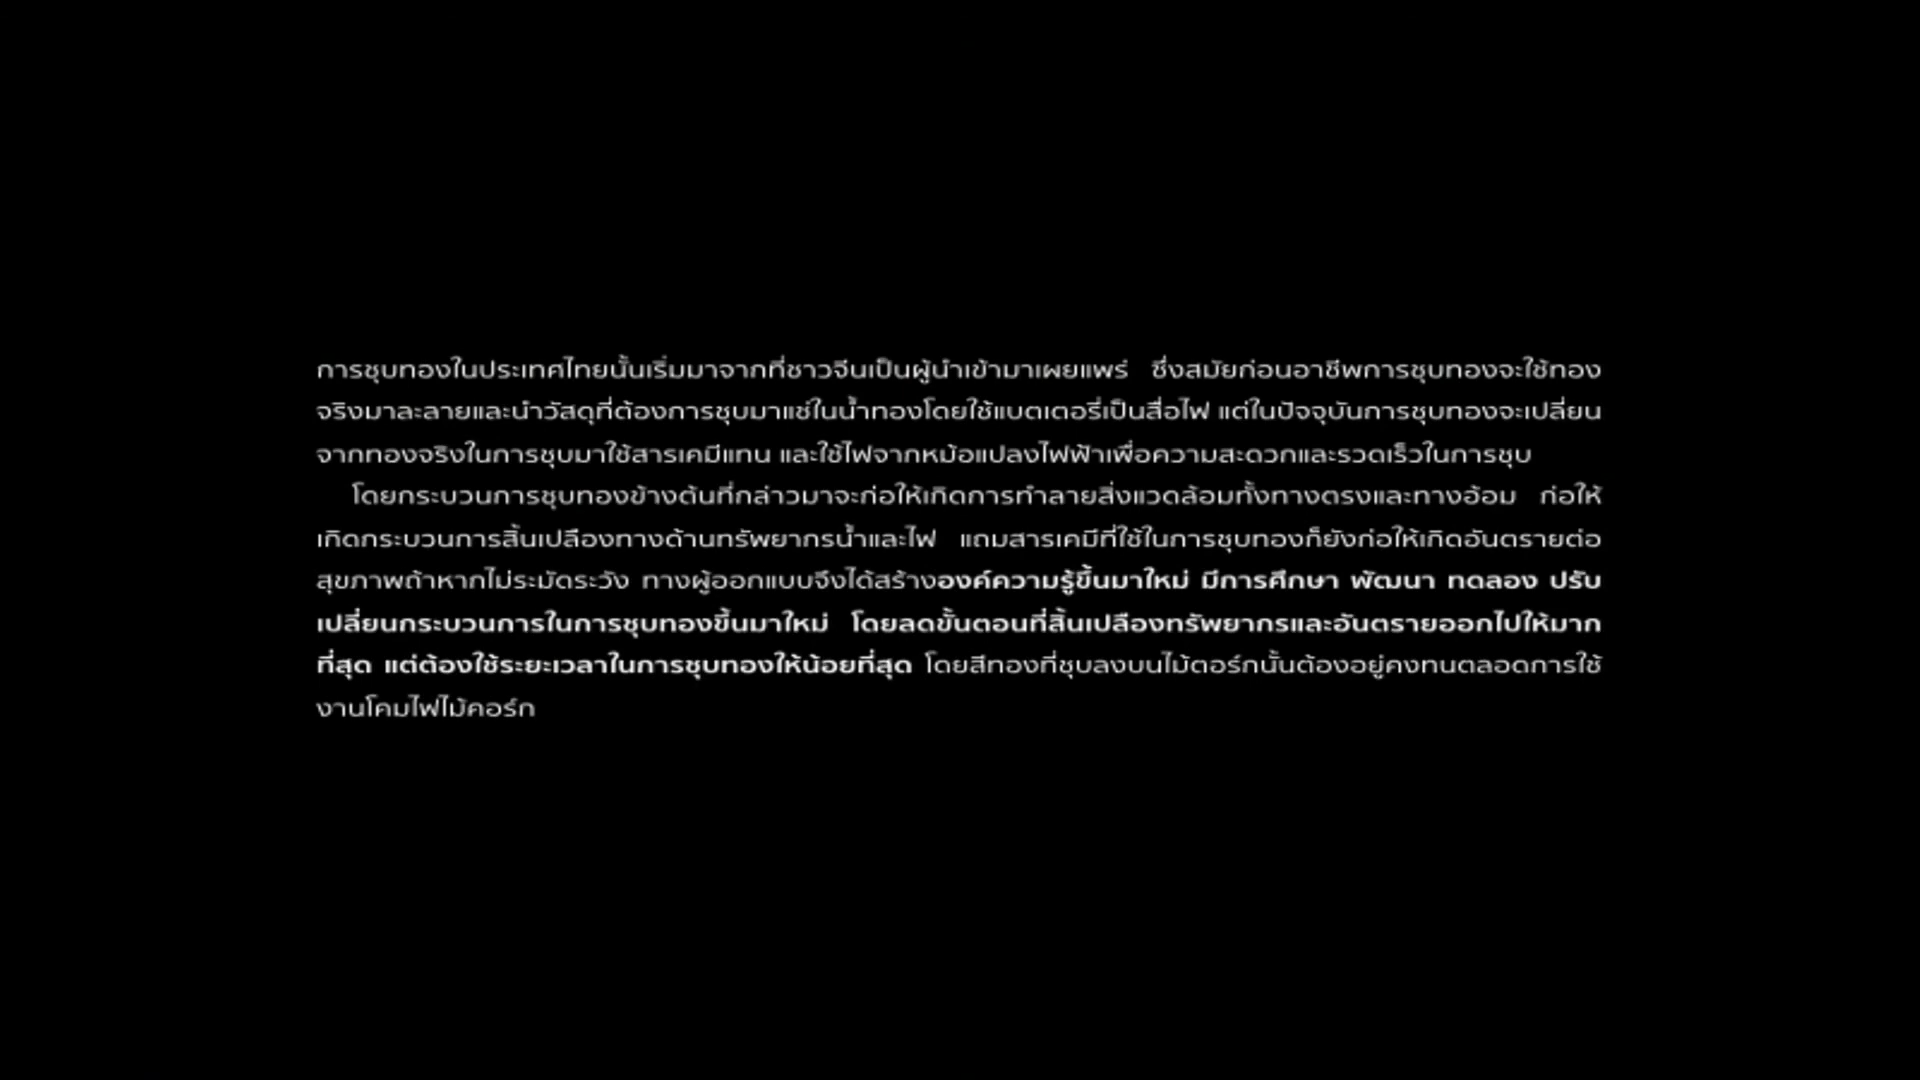 การชุบทองในประเทศไทยนั้นเริ่มมาจากที่ชาวจีนเป็นผู้นำเข้ามาเผยแพร่ ซึ่งสมัยก่อนอาชีพการชุบทองจะใช้ทอง
จริงมาละลายและนำวัสดุที่ต้องการชุบมาแช่ในน้ำทองโดยใช้แบตเตอรี่เป็นสื่อไฟ แต่ในปัจจุบันการชุบทองจะเปลี่ยน
จากทองจริงในการชุบมาใช้สารเคมีแทน และใช้ไฟจากหม้อแปลงไฟฟ้าเพื่อความสะดวกและรวดเร็วในการชุบ
โดยกระบวนการชุบทองข้างต้นที่กล่าวมาจะก่อให้เกิดการทำลายสิ่งแวดล้อมทั้งทางตรงและทางอ้อม ก่อให้
เกิดกระบวนการสิ้นเปลืองทางด้านทรัพยากรน้ำและไฟ แถมสารเคมีที่ใช้ในการชุบทองก็ยังก่อให้เกิดอันตรายต่อ
สุขภาพถ้าหากไม่ระมัดระวัง ทางผู้ออกแบบจึงได้สร้างองค์ความรู้ขึ้นมาใหม่ มีการศึกษา พัฒนา ทดลอง ปรับ
เปลี่ยนกระบวนการในการชุบทองขึ้นมาใหม่ โดยลดขั้นตอนที่สิ้นเปลืองทรัพยากรและอันตรายออกไปให้มาก
ที่สุด แต่ต้องใช้ระยะเวลาในการชุบทองให้น้อยที่สุด โดยสีทองที่ชุบลงบนไม้ตอร์กนั้นต้องอยู่คงทนตลอดการใช้
งานโคมไฟไม้คอร์ก